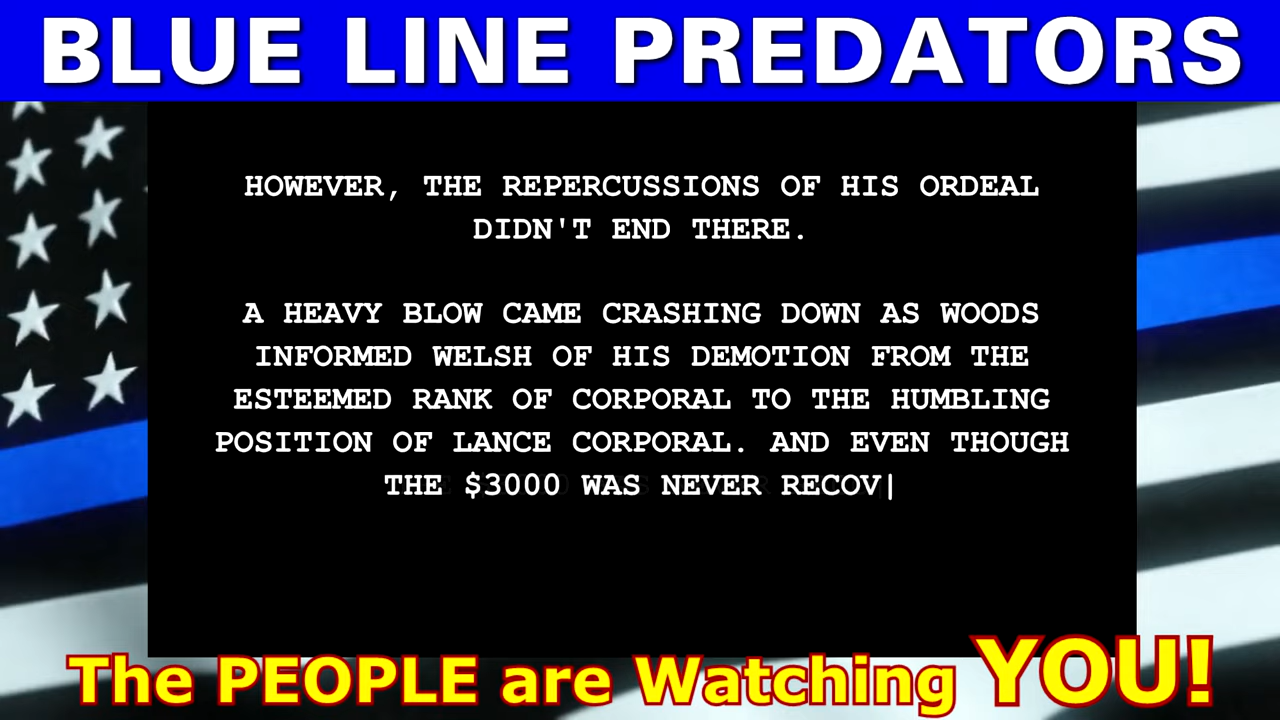 BLUE LINE PREDATORS
HOWEVER, THE REPERCUSSIONS OF HIS ORDEAL
DIDN'T END THERE.
A HEAVY BLOW CAME CRASHING DOWN AS WOODS
INFORMED WELSH OF HIS DEMOTION FROM THE
ESTEEMED RANK OF CORPORAL TO THE HUMBLING
POSITION OF LANCE CORPORAL. AND EVEN THOUGH
THE $3000 WAS NEVER RECOV|
The PEOPLE are Watching YOU!